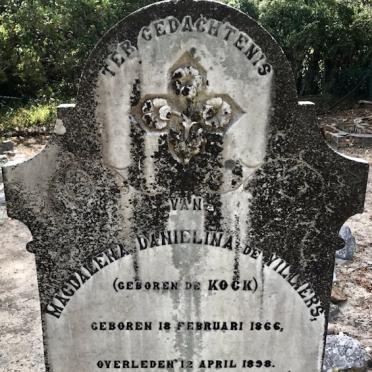 TER GEDACHTENIS
VAN
MAGDALENA DANIELINA DE VILLIERS,
(GEBOREN DE KOCK)
GEBOREN 18 FEBRUARI 1866,
OVERLEDEN 12 APRIL 1898.